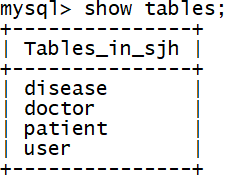 mysql> show tables;
+---------------+
| Tables_in_sjh |
+---------------+
| disease       |
| doctor        |
| patient       |
| user          |
+---------------+